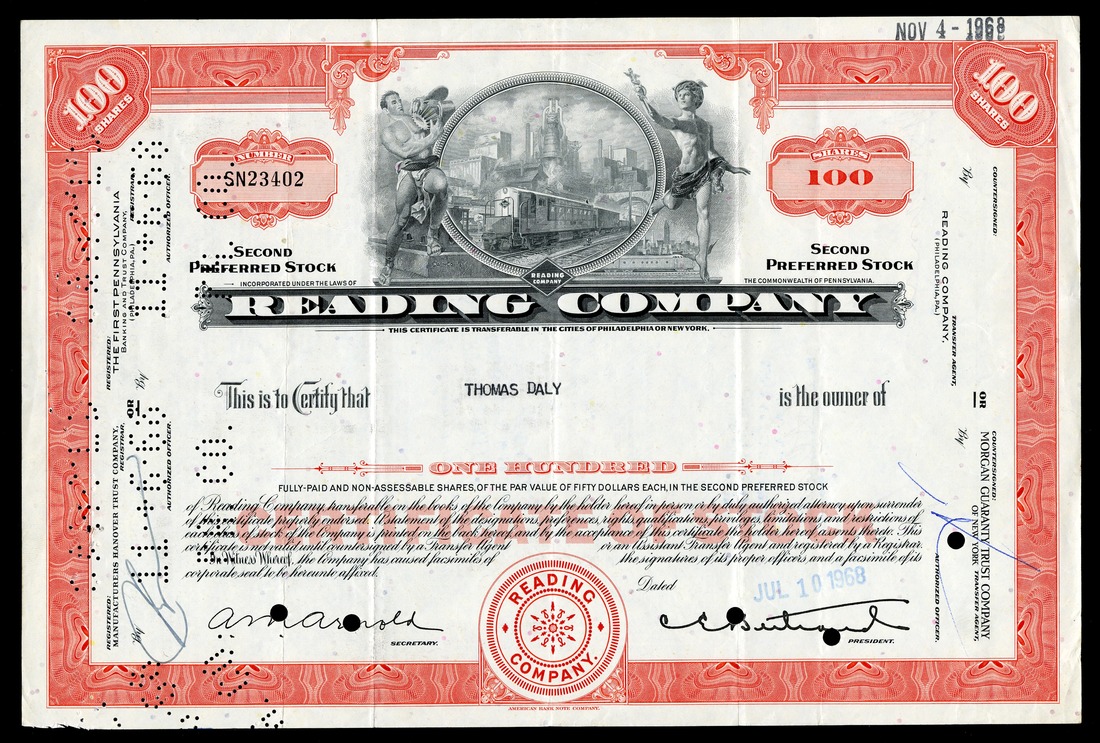 NOV 4 - 1968
100
SHARES
100
SHARES
NUMBER
SN23402
SHARES
100
SECOND
PREFERRED STOCK
SECOND
PREFERRED STOCK
READING
COMPANY
INCORPORATED UNDER THE LAWS OF
THE COMMONWEALTH OF PENNSYLVANIA.
READING COMPANY
THIS CERTIFICATE IS TRANSFERABLE IN THE CITIES OF PHILADELPHIA OR NEW YORK.
This is to Certify that
THOMAS DALY
is the owner of
ONE HUNDRED
FULLY-PAID AND NON-ASSESSABLE SHARES, OF THE PAR VALUE OF FIFTY DOLLARS EACH, IN THE SECOND PREFERRED STOCK
of Reading Company, transferable on the books of the Company by the holder hereof in person or by duly authorized attorney upon surrender
of this certificate properly endorsed. A statement of the designations, preferences, rights, qualifications, privileges, limitations and restrictions of
each class of stock of the Company is printed on the back hereof, and by the acceptance of this certificate the holder hereof assents thereto. This
certificate is not valid until countersigned by a Transfer Agent or an Assistant Transfer Agent and registered by a Registrar.
In Witness Whereof, the Company has caused facsimiles of the signatures of its proper officers and a facsimile of its
corporate seal to be hereunto affixed.
Dated
JUL 10 1968
A W Arnold
SECRETARY.
C E Bertrand
PRESIDENT.
READING
COMPANY.
AMERICAN BANK NOTE COMPANY.
REGISTERED:
THE FIRST PENNSYLVANIA
BANKING AND TRUST COMPANY,
(PHILADELPHIA, PA.) REGISTRAR,
By
AUTHORIZED OFFICER.
OR
REGISTERED:
MANUFACTURERS HANOVER TRUST COMPANY,
REGISTRAR,
By
AUTHORIZED OFFICER.
COUNTERSIGNED:
READING COMPANY,
(PHILADELPHIA, PA.)
TRANSFER AGENT,
By
OR
COUNTERSIGNED:
MORGAN GUARANTY TRUST COMPANY
OF NEW YORK TRANSFER AGENT,
By
AUTHORIZED OFFICER.